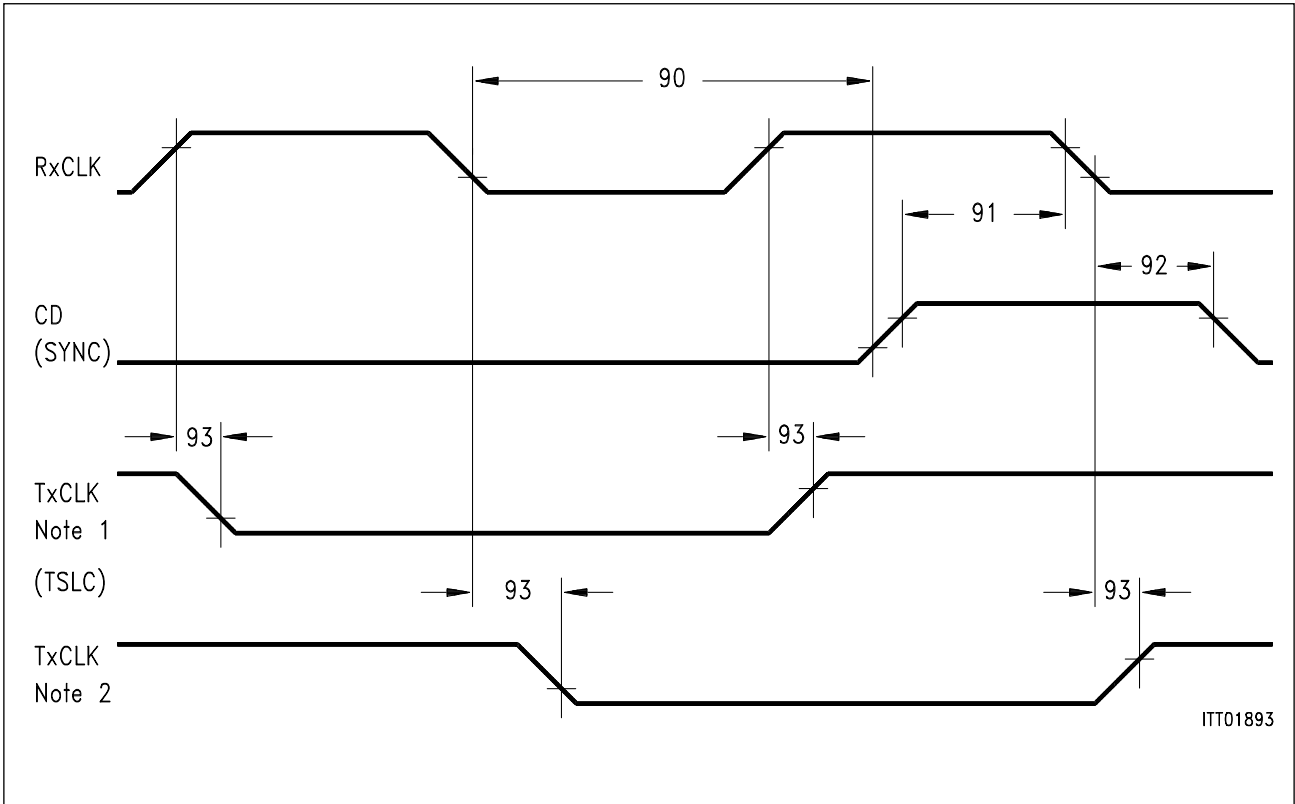 90
RxCLK
91
92
CD
(SYNC)
93
93
TxCLK
Note 1
(TSLC)
93
93
TxCLK
Note 2
ITT01893